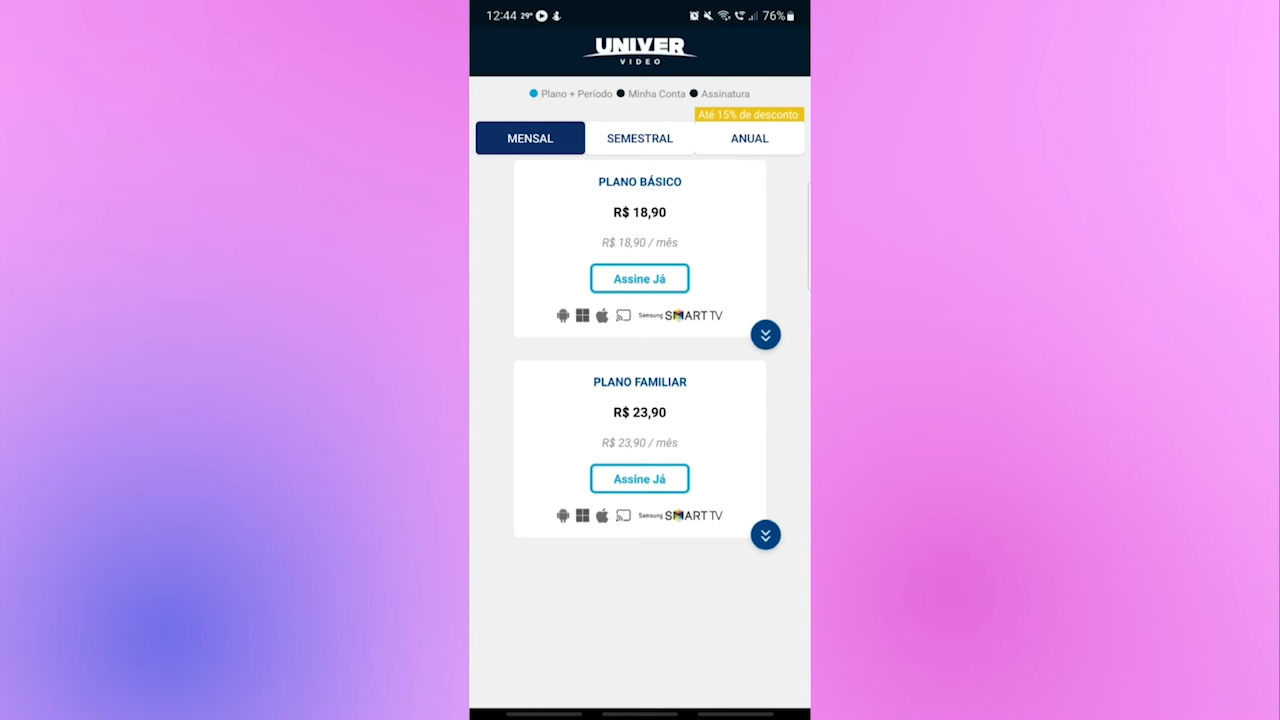 12:44 29° 76%
UNIVER
VIDEO
Plano + Período Minha Conta Assinatura
Até 15% de desconto
MENSAL SEMESTRAL ANUAL
PLANO BÁSICO
R$ 18,90
R$ 18,90 / mês
Assine Já
Samsung SMART TV
PLANO FAMILIAR
R$ 23,90
R$ 23,90 / mês
Assine Já
Samsung SMART TV